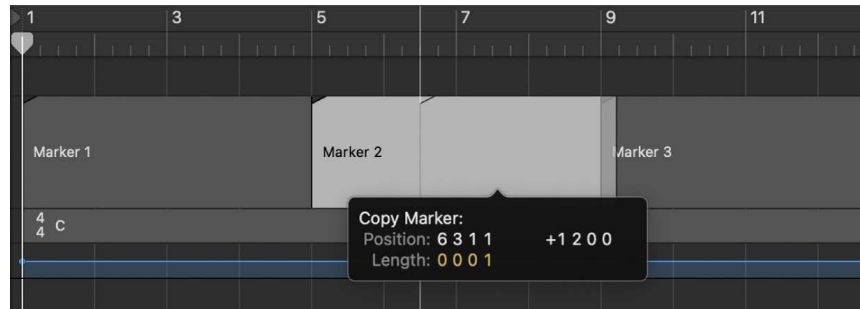 1 3 5 7 9 11
Marker 1 Marker 2 Marker 3
4
4 C
Copy Marker:
Position: 6 3 1 1 +1 2 0 0
Length: 0 0 0 1